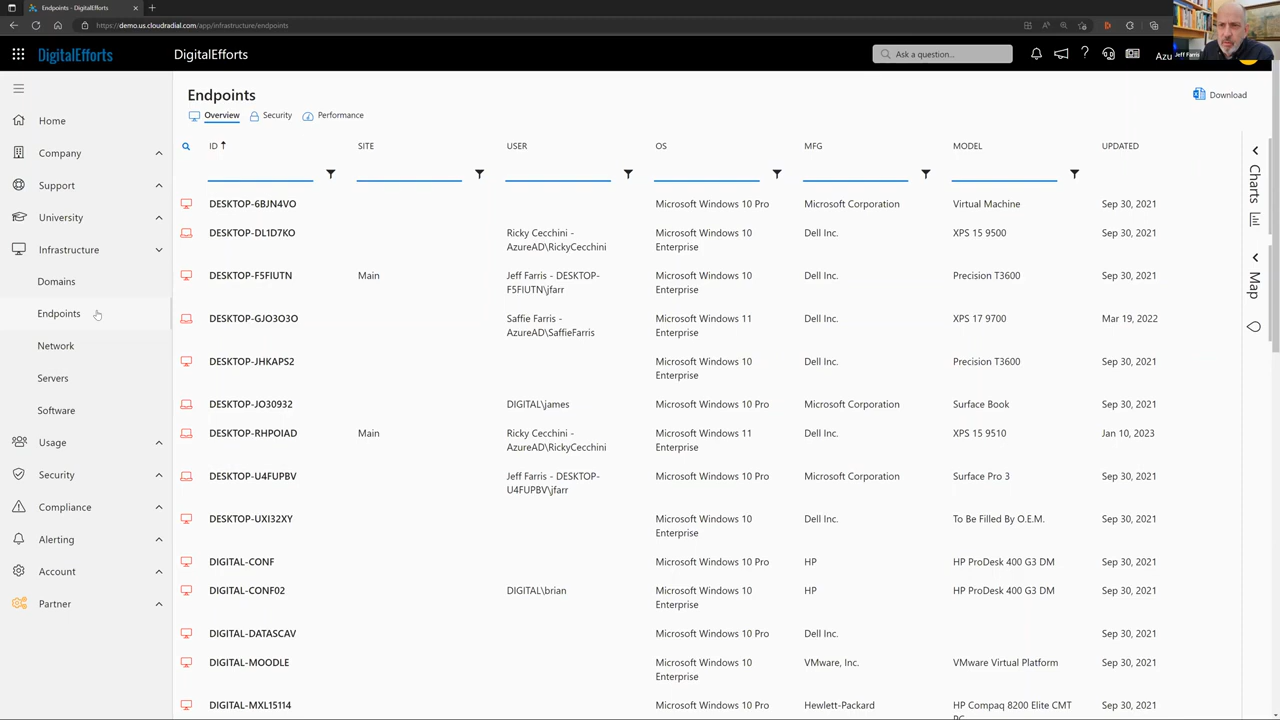 Endpoints - DigitalEfforts
https://demo.us.cloudradial.com/app/infrastructure/endpoints
DigitalEfforts
DigitalEfforts
Ask a question...
Azu
Jeff Farris
Home
Company
Support
University
Infrastructure
Domains
Endpoints
Network
Servers
Software
Usage
Security
Compliance
Alerting
Account
Partner
Endpoints
Download
Overview
Security
Performance
ID
SITE
USER
OS
MFG
MODEL
UPDATED
DESKTOP-6BJN4VO Microsoft Windows 10 Pro Microsoft Corporation Virtual Machine Sep 30, 2021
DESKTOP-DL1D7KO Ricky Cecchini - Microsoft Windows 10 Dell Inc. XPS 15 9500 Sep 30, 2021
AzureAD\RickyCecchini Enterprise
DESKTOP-F5FIUTN Main Jeff Farris - DESKTOP- Microsoft Windows 10 Dell Inc. Precision T3600 Sep 30, 2021
F5FIUTN\jfarr Enterprise
DESKTOP-GJO3O3O Saffie Farris - Microsoft Windows 11 Dell Inc. XPS 17 9700 Mar 19, 2022
AzureAD\SaffieFarris Enterprise
DESKTOP-JHKAPS2 Microsoft Windows 10 Dell Inc. Precision T3600 Sep 30, 2021
Enterprise
DESKTOP-JO30932 DIGITAL\james Microsoft Windows 10 Pro Microsoft Corporation Surface Book Sep 30, 2021
DESKTOP-RHPOIAD Main Ricky Cecchini - Microsoft Windows 11 Dell Inc. XPS 15 9510 Jan 10, 2023
AzureAD\RickyCecchini Enterprise
DESKTOP-U4FUPBV Jeff Farris - DESKTOP- Microsoft Windows 10 Pro Microsoft Corporation Surface Pro 3 Sep 30, 2021
U4FUPBV\jfarr
DESKTOP-UXI32XY Microsoft Windows 10 Dell Inc. To Be Filled By O.E.M. Sep 30, 2021
Enterprise
DIGITAL-CONF Microsoft Windows 10 Pro HP HP ProDesk 400 G3 DM Sep 30, 2021
DIGITAL-CONF02 DIGITAL\brian Microsoft Windows 10 HP HP ProDesk 400 G3 DM Sep 30, 2021
Enterprise
DIGITAL-DATASCAV Microsoft Windows 10 Pro Dell Inc. Sep 30, 2021
DIGITAL-MOODLE Microsoft Windows 10 VMware, Inc. VMware Virtual Platform Sep 30, 2021
Enterprise
DIGITAL-MXL15114 Microsoft Windows 10 Pro Hewlett-Packard HP Compaq 8200 Elite CMT Sep 30, 2021
PC
Charts
Map